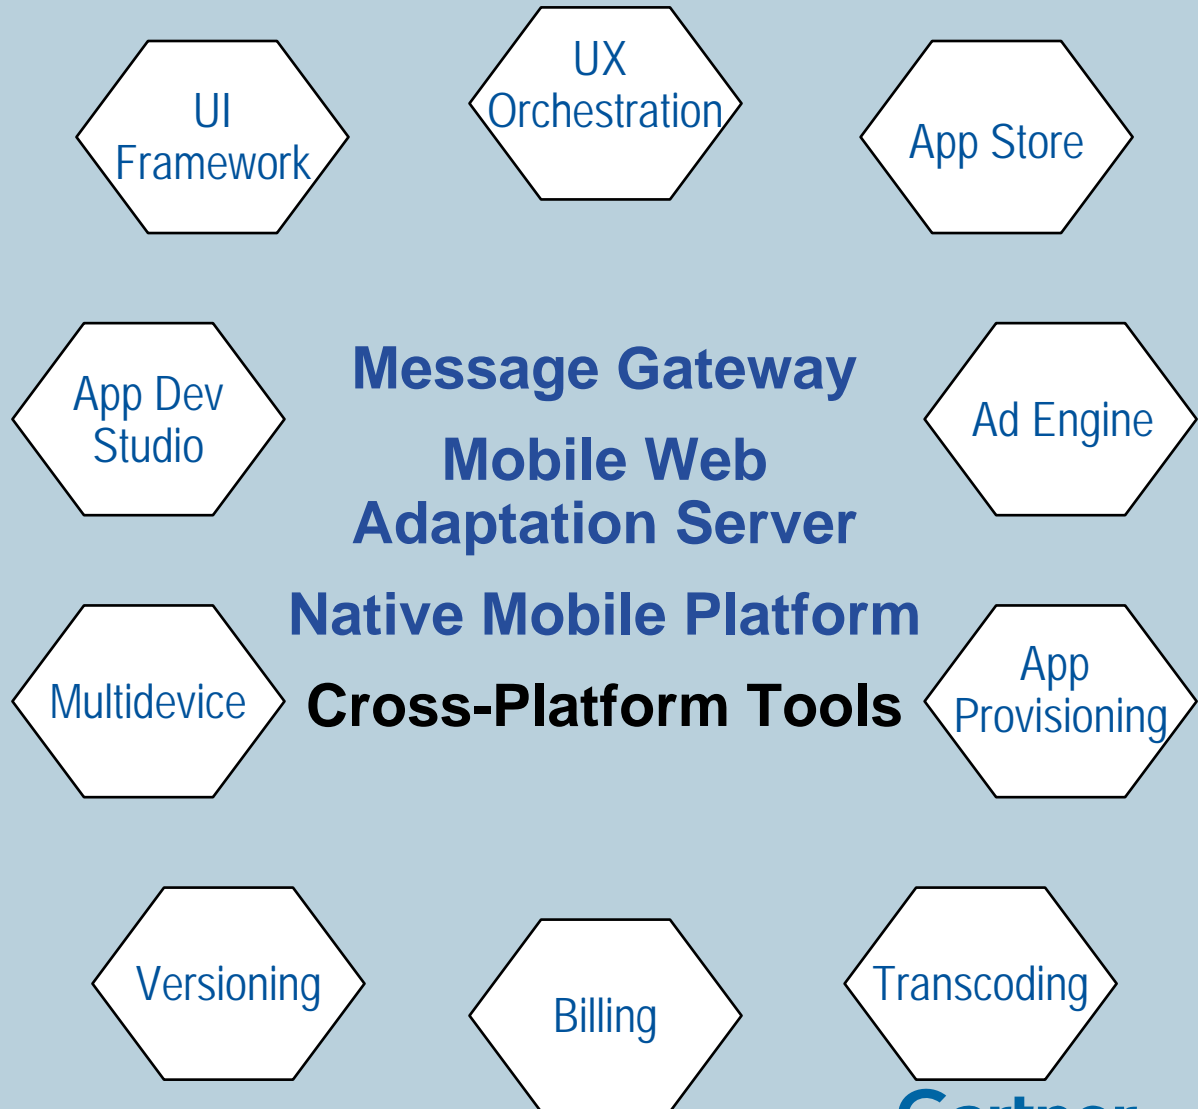 UX
Orchestration
UI
Framework
App Store
App Dev
Studio
Message Gateway
Mobile Web
Adaptation Server
Native Mobile Platform
Cross-Platform Tools
Ad Engine
Multidevice
App
Provisioning
Versioning
Billing
Transcoding
Gartner